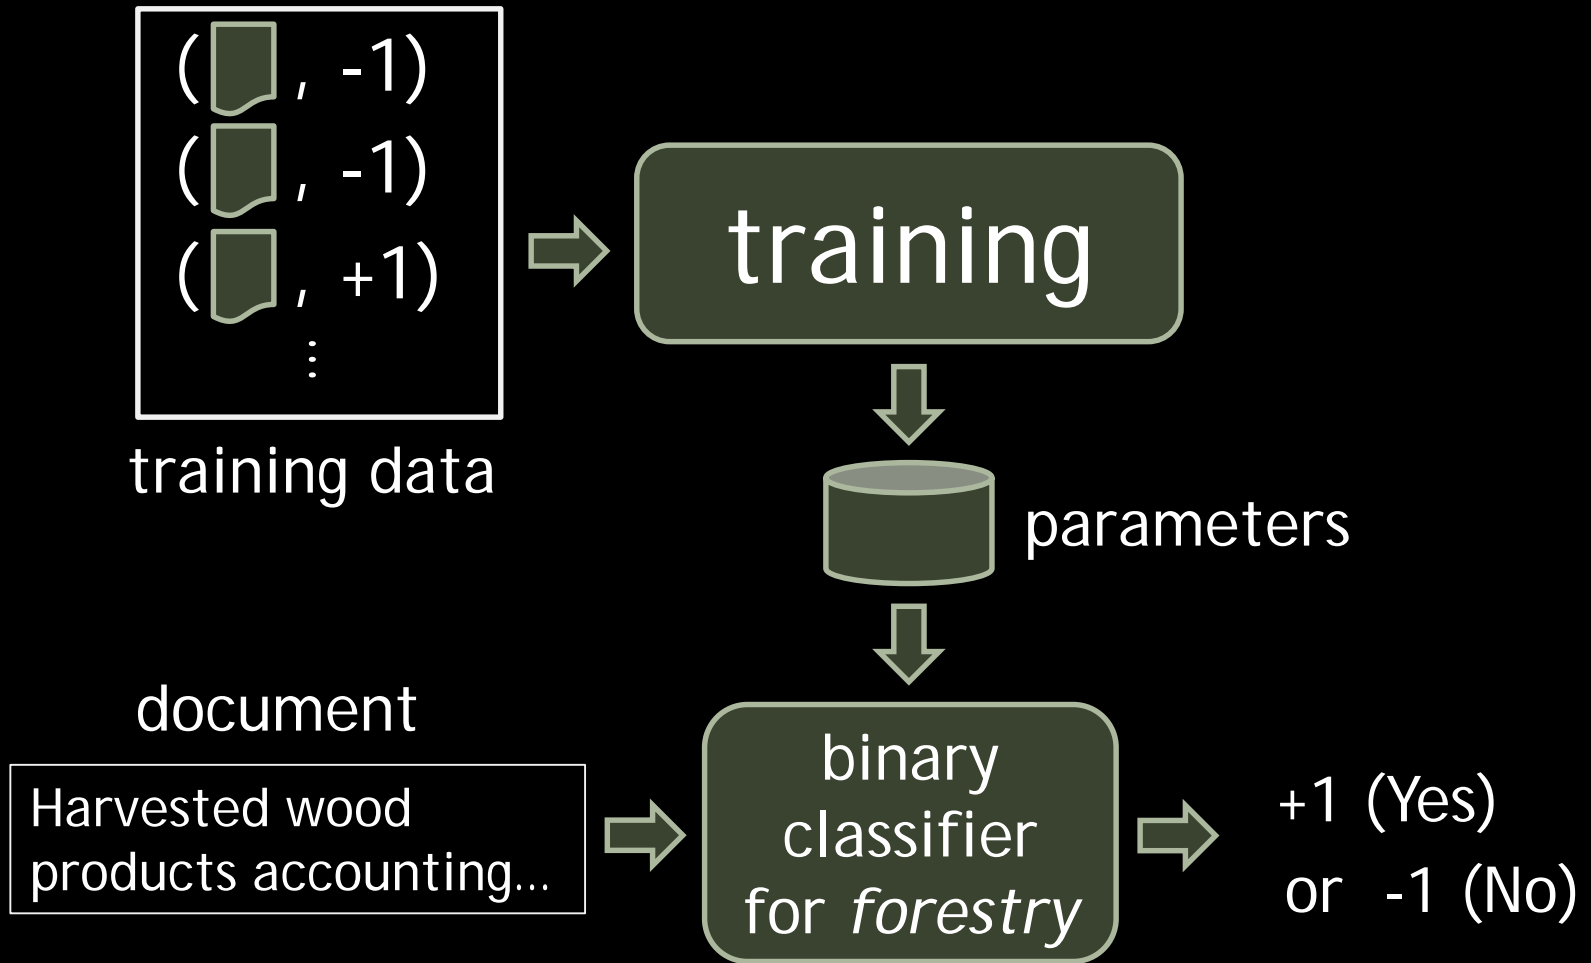 ( , -1)
( , -1)
( , +1)
⋮
training data
training
parameters
document
Harvested wood
products accounting...
binary
classifier
for forestry
+1 (Yes)
or -1 (No)